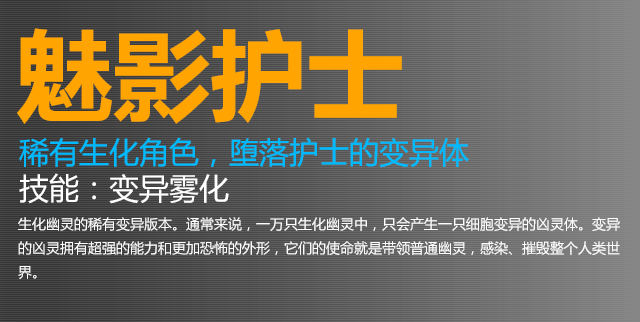 魅影护士
稀有生化角色，堕落护士的变异体
技能：变异雾化
生化幽灵的稀有变异版本。通常来说，一万只生化幽灵中，只会产生一只细胞变异的凶灵体。变异
的凶灵拥有超强的能力和更加恐怖的外形，它们的使命就是带领普通幽灵，感染、摧毁整个人类世
界。